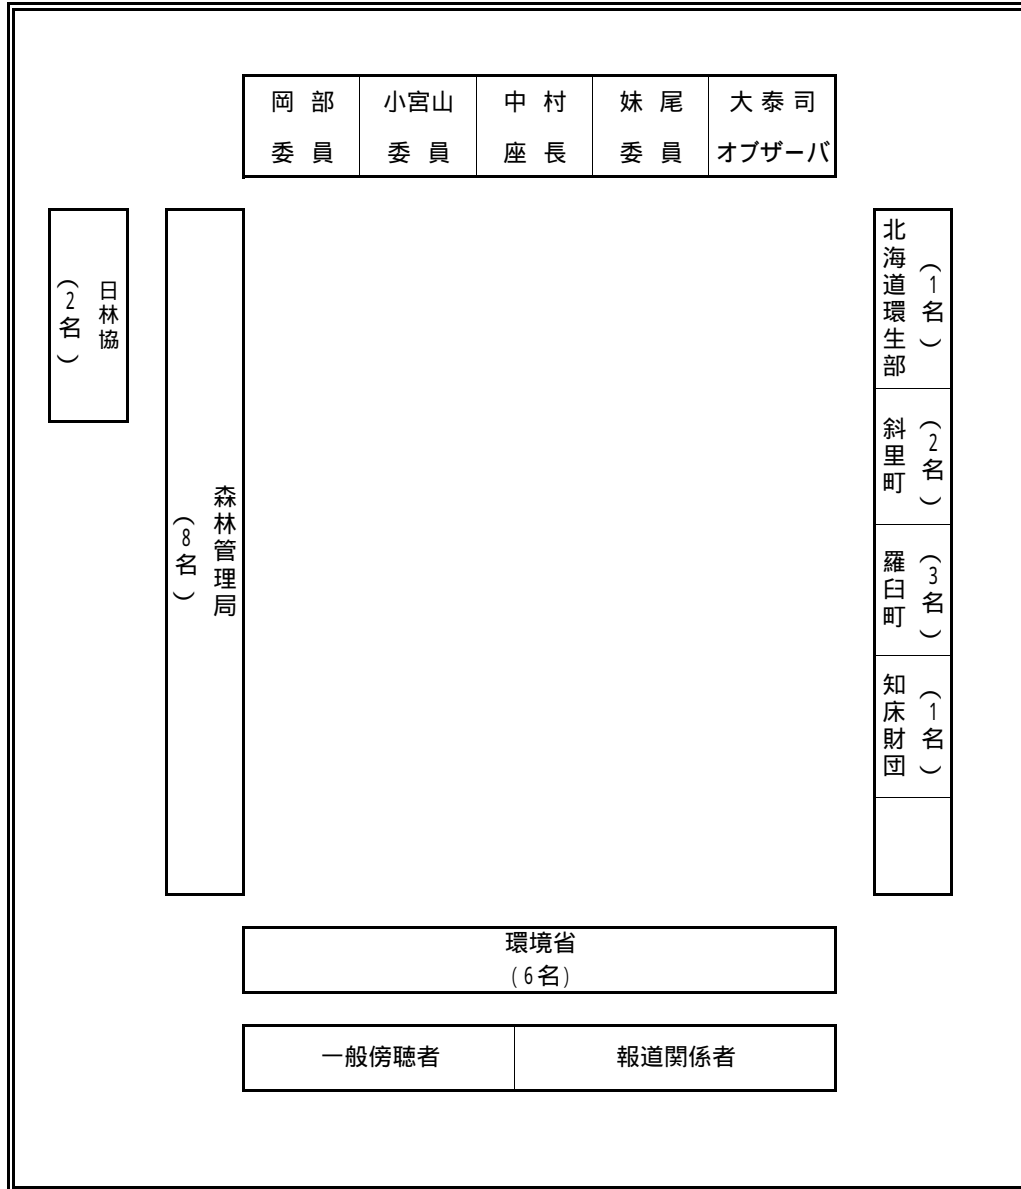 岡 部 小宮山 中 村 妹 尾 大 泰 司
委 員 委 員 座 長 委 員 オブザーバ
日林協
(2名)
森林管理局
(8名)
北海道環生部
(1名)
斜里町
(2名)
羅臼町
(3名)
知床財団
(1名)
環境省
(6名)
一般傍聴者 報道関係者